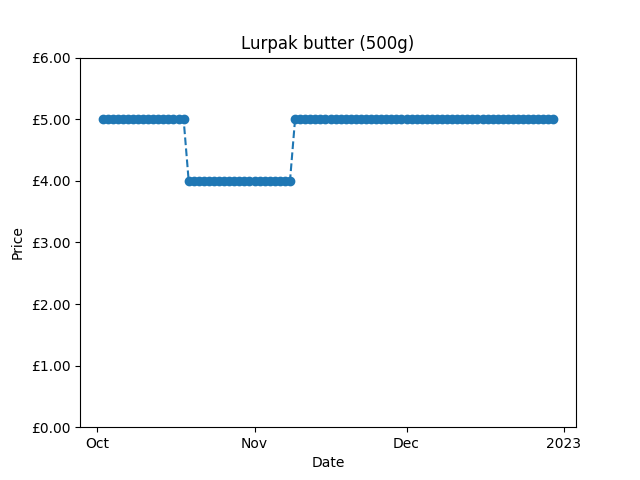 Lurpak butter (500g)
£6.00
£5.00
£4.00
£3.00
£2.00
£1.00
£0.00
Price
Oct
Nov
Dec
2023
Date